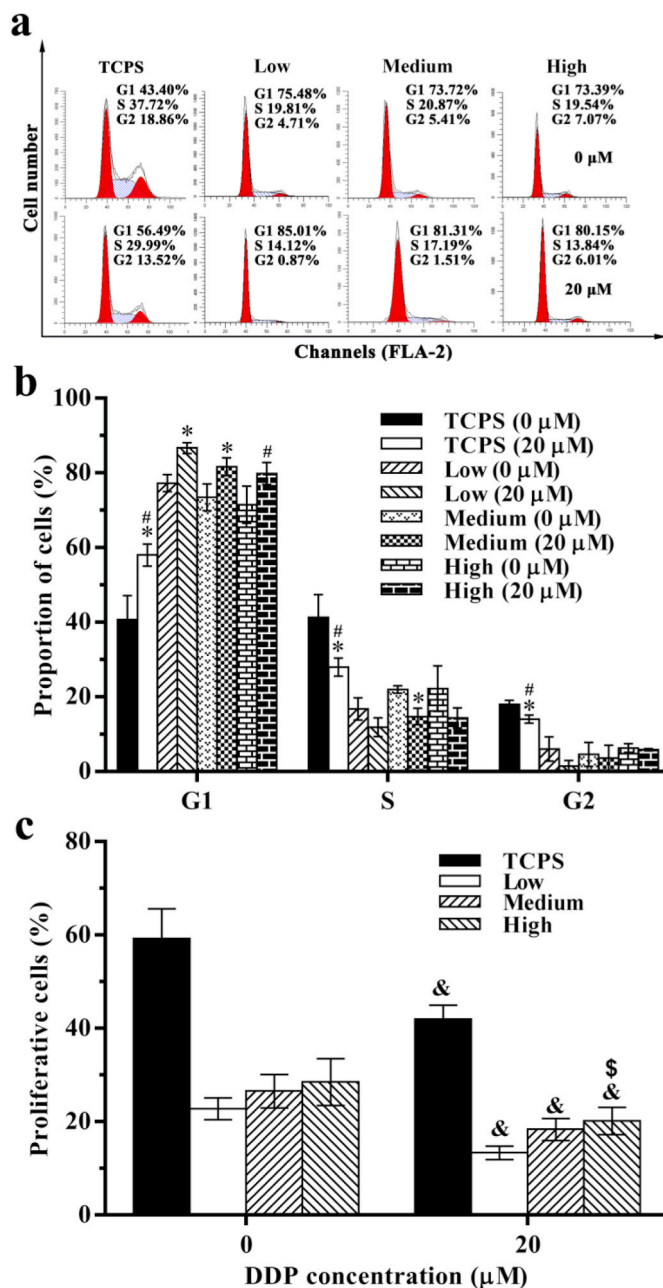 a
TCPS Low Medium High
G1 43.40%
S 37.72%
G2 18.86%
G1 75.48%
S 19.81%
G2 4.71%
G1 73.72%
S 20.87%
G2 5.41%
G1 73.39%
S 19.54%
G2 7.07%
0 μM
G1 56.49%
S 29.99%
G2 13.52%
G1 85.01%
S 14.12%
G2 0.87%
G1 81.31%
S 17.19%
G2 1.51%
G1 80.15%
S 13.84%
G2 6.01%
20 μM
Cell number
Channels (FLA-2)
b
Proportion of cells (%)
100
80
60
40
20
0
TCPS (0 μM)
TCPS (20 μM)
Low (0 μM)
Low (20 μM)
Medium (0 μM)
Medium (20 μM)
High (0 μM)
High (20 μM)
# * * * #
# * *
# *
G1 S G2
c
Proliferative cells (%)
80
60
40
20
0
TCPS
Low
Medium
High
& & & $ &
0 20
DDP concentration (μM)